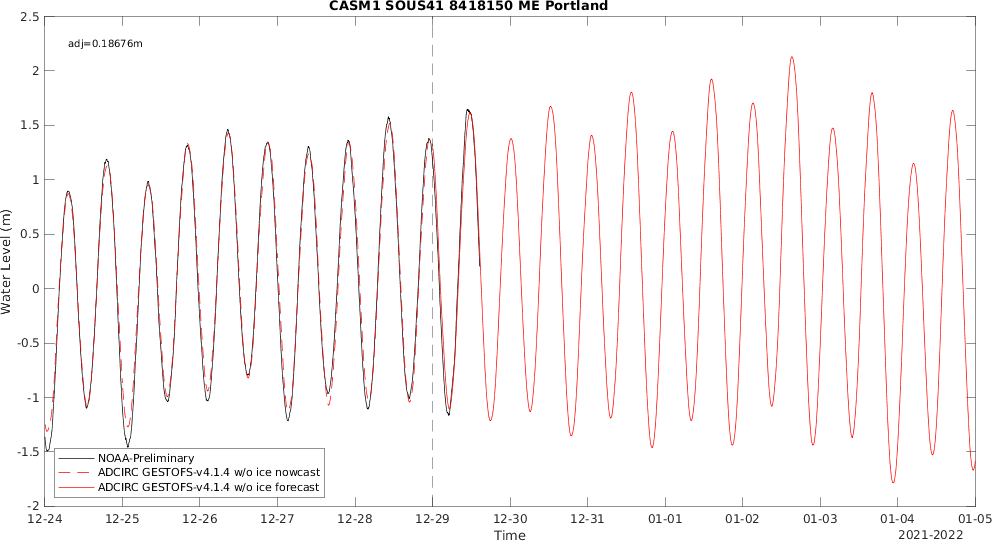 CASM1 SOUS41 8418150 ME Portland
adj=0.18676m
2.5
2
1.5
1
0.5
0
-0.5
-1
-1.5
-2
Water Level (m)
NOAA-Preliminary
ADCIRC GESTOFS-v4.1.4 w/o ice nowcast
ADCIRC GESTOFS-v4.1.4 w/o ice forecast
12-24 12-25 12-26 12-27 12-28 12-29 12-30 12-31 01-01 01-02 01-03 01-04 01-05
Time
2021-2022